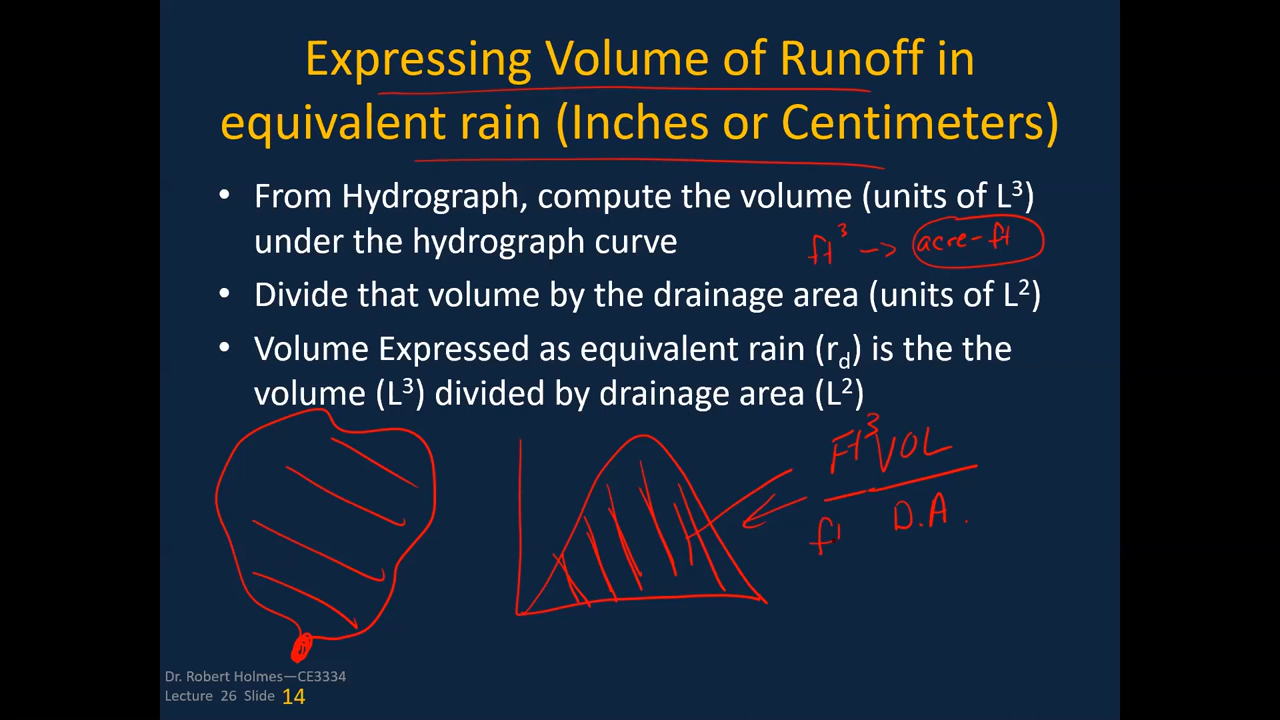 Expressing Volume of Runoff in
equivalent rain (Inches or Centimeters)
• From Hydrograph, compute the volume (units of L³)
under the hydrograph curve
ft³ → acre-ft
• Divide that volume by the drainage area (units of L²)
• Volume Expressed as equivalent rain (r_d) is the the
volume (L³) divided by drainage area (L²)
Ft³ VOL
ft D.A.
Dr. Robert Holmes—CE3334
Lecture 26 Slide 14